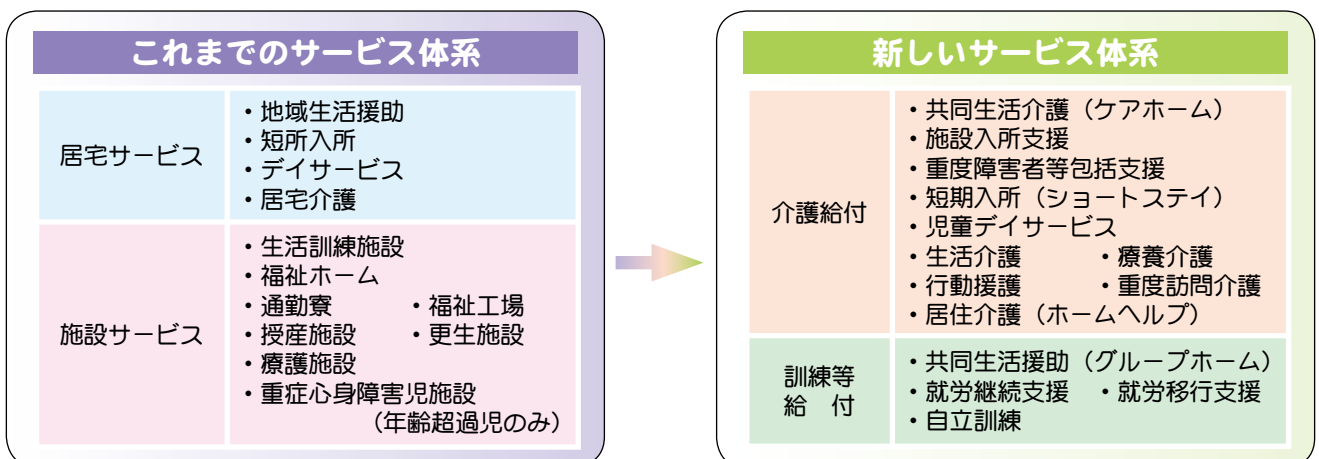 これまでのサービス体系
居宅サービス
・地域生活援助
・短所入所
・デイサービス
・居宅介護
施設サービス
・生活訓練施設
・福祉ホーム
・通勤寮 ・福祉工場
・授産施設 ・更生施設
・療護施設
・重症心身障害児施設
（年齢超過児のみ）
新しいサービス体系
介護給付
・共同生活介護（ケアホーム）
・施設入所支援
・重度障害者等包括支援
・短期入所（ショートステイ）
・児童デイサービス
・生活介護 ・療養介護
・行動援護 ・重度訪問介護
・居住介護（ホームヘルプ）
訓練等
給　付
・共同生活援助（グループホーム）
・就労継続支援 ・就労移行支援
・自立訓練